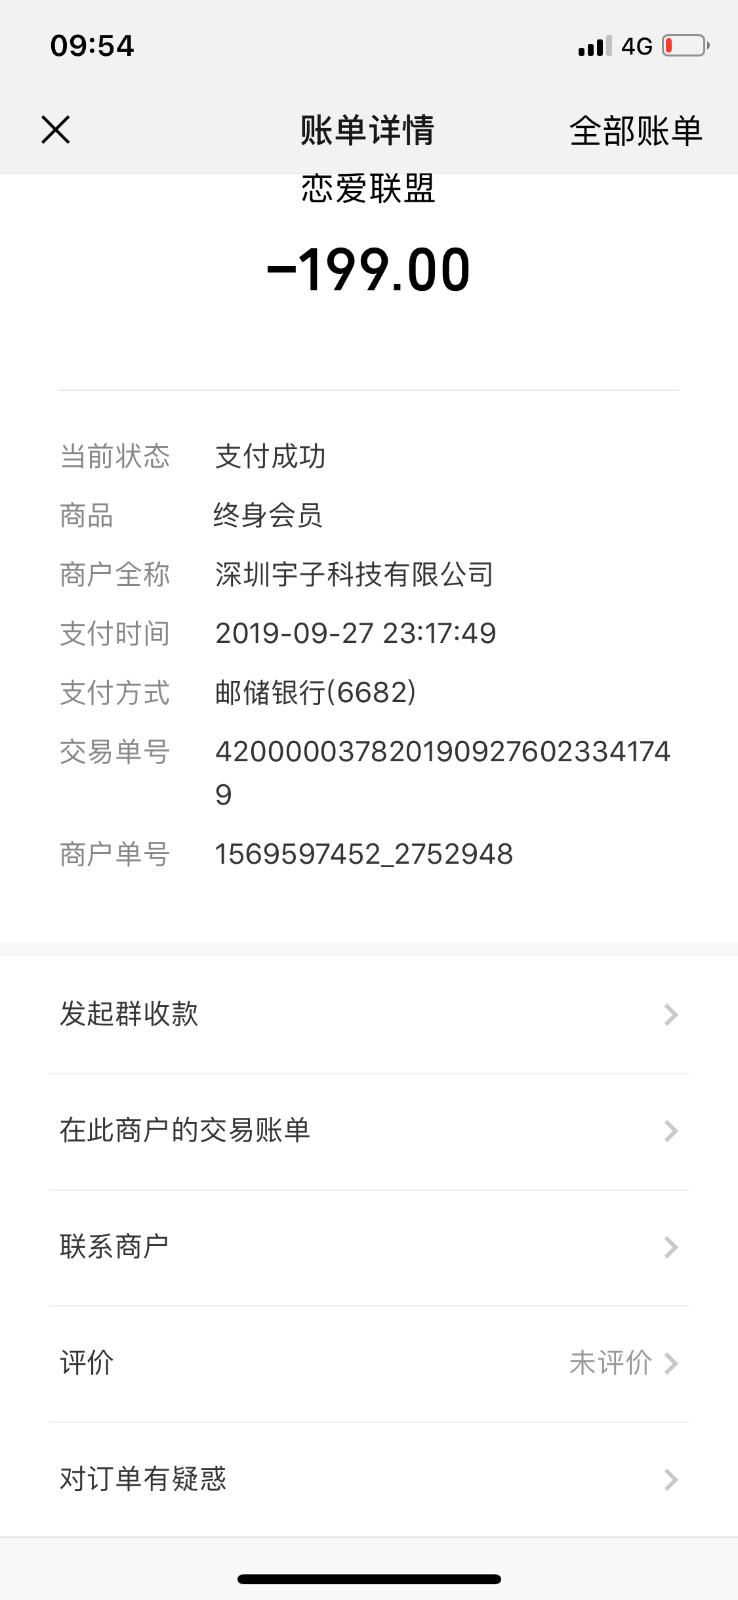 09:54
4G
账单详情
全部账单
恋爱联盟
-199.00
当前状态 支付成功
商品 终身会员
商户全称 深圳宇子科技有限公司
支付时间 2019-09-27 23:17:49
支付方式 邮储银行(6682)
交易单号 420000037820190927602334174
9
商户单号 1569597452_2752948
发起群收款
在此商户的交易账单
联系商户
评价 未评价
对订单有疑惑